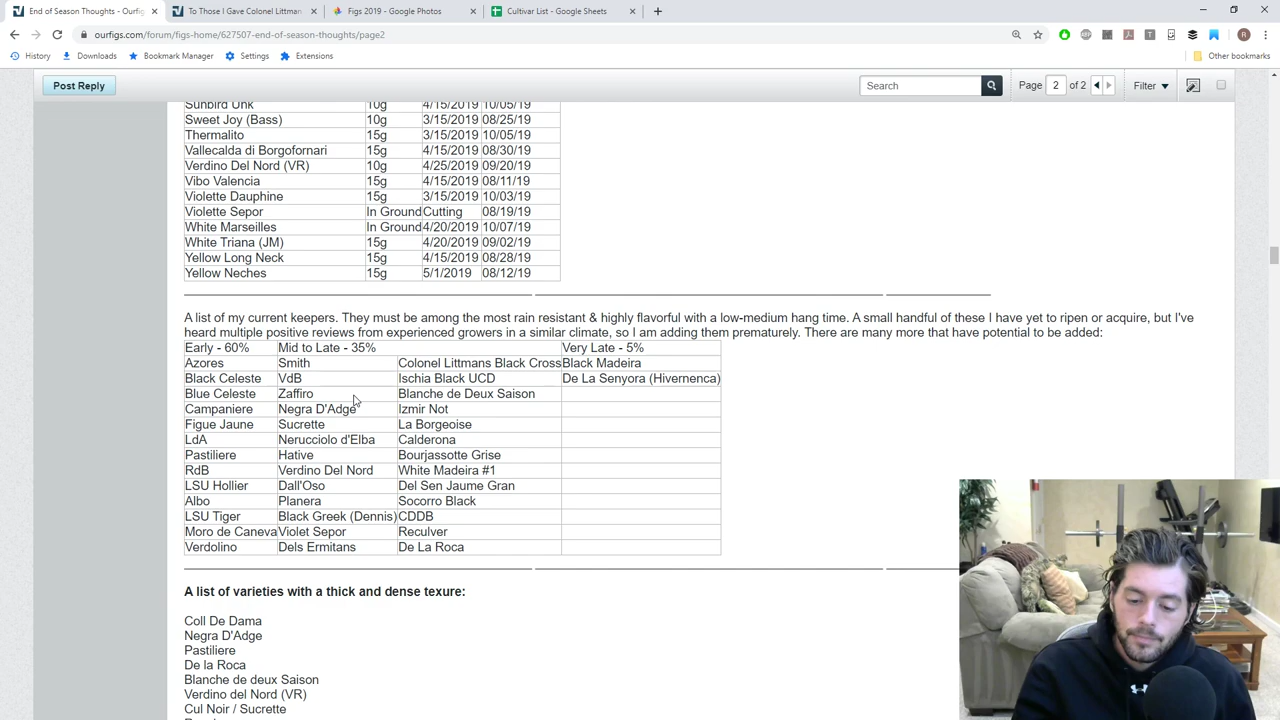 End of Season Thoughts - Ourfig
To Those I Gave Colonel Littman
Figs 2019 - Google Photos
Cultivar List - Google Sheets
ourfigs.com/forum/figs-home/627507-end-of-season-thoughts/page2
History Downloads Bookmark Manager Settings Extensions Other bookmarks
Post Reply Search Page 2 of 2 Filter
Sunbird Unk 10g 4/15/2019 10/05/19
Sweet Joy (Bass) 10g 3/15/2019 08/25/19
Thermalito 15g 3/15/2019 10/05/19
Vallecalda di Borgofornari 15g 4/15/2019 08/30/19
Verdino Del Nord (VR) 10g 4/25/2019 09/20/19
Vibo Valencia 15g 4/15/2019 08/11/19
Violette Dauphine 15g 3/15/2019 10/03/19
Violette Sepor In Ground Cutting 08/19/19
White Marseilles In Ground 4/20/2019 10/07/19
White Triana (JM) 15g 4/20/2019 09/02/19
Yellow Long Neck 15g 4/15/2019 08/28/19
Yellow Neches 15g 5/1/2019 08/12/19
A list of my current keepers. They must be among the most rain resistant & highly flavorful with a low-medium hang time. A small handful of these I have yet to ripen or acquire, but I've
heard multiple positive reviews from experienced growers in a similar climate, so I am adding them prematurely. There are many more that have potential to be added:
Early - 60% Mid to Late - 35% Very Late - 5%
Azores Smith Colonel Littmans Black Cross Black Madeira
Black Celeste VdB Ischia Black UCD De La Senyora (Hivernenca)
Blue Celeste Zaffiro Blanche de Deux Saison
Campaniere Negra D'Adge Izmir Not
Figue Jaune Sucrette La Borgeoise
LdA Nerucciolo d'Elba Calderona
Pastiliere Hative Bourjassotte Grise
RdB Verdino Del Nord White Madeira #1
LSU Hollier Dall'Oso Del Sen Jaume Gran
Albo Planera Socorro Black
LSU Tiger Black Greek (Dennis) CDDB
Moro de Caneva Violet Sepor Reculver
Verdolino Dels Ermitans De La Roca
A list of varieties with a thick and dense texure:
Coll De Dama
Negra D'Adge
Pastiliere
De la Roca
Blanche de deux Saison
Verdino del Nord (VR)
Cul Noir / Sucrette